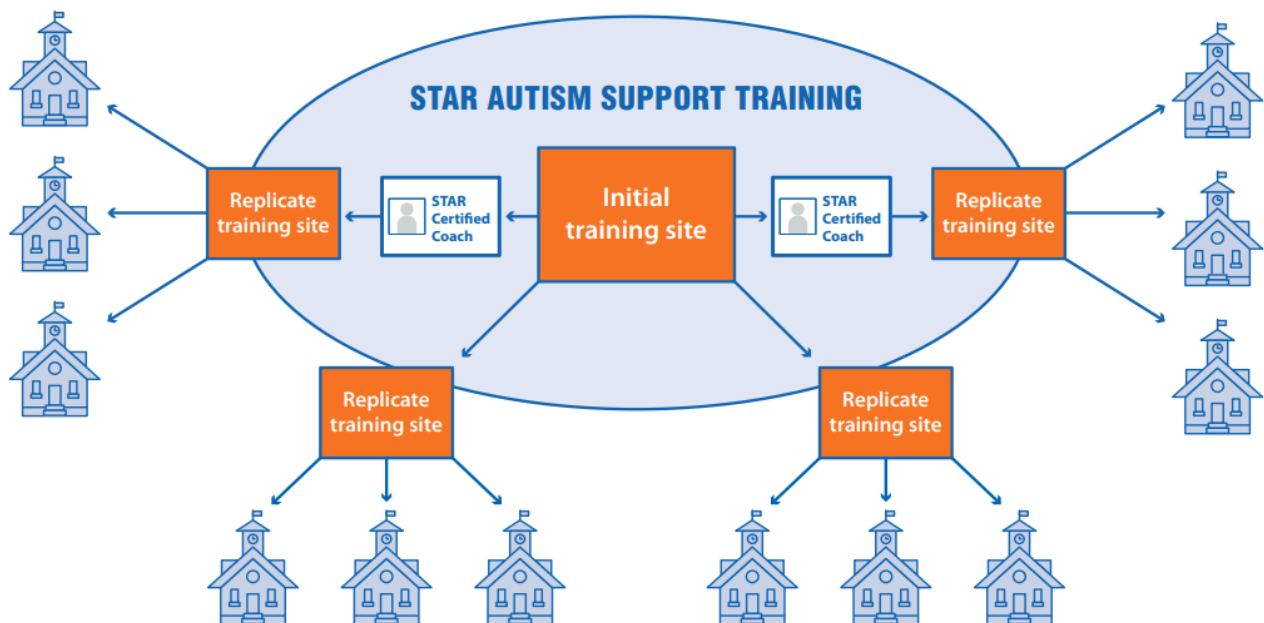 STAR AUTISM SUPPORT TRAINING
Replicate
training site
STAR
Certified
Coach
Initial
training site
STAR
Certified
Coach
Replicate
training site
Replicate
training site
Replicate
training site